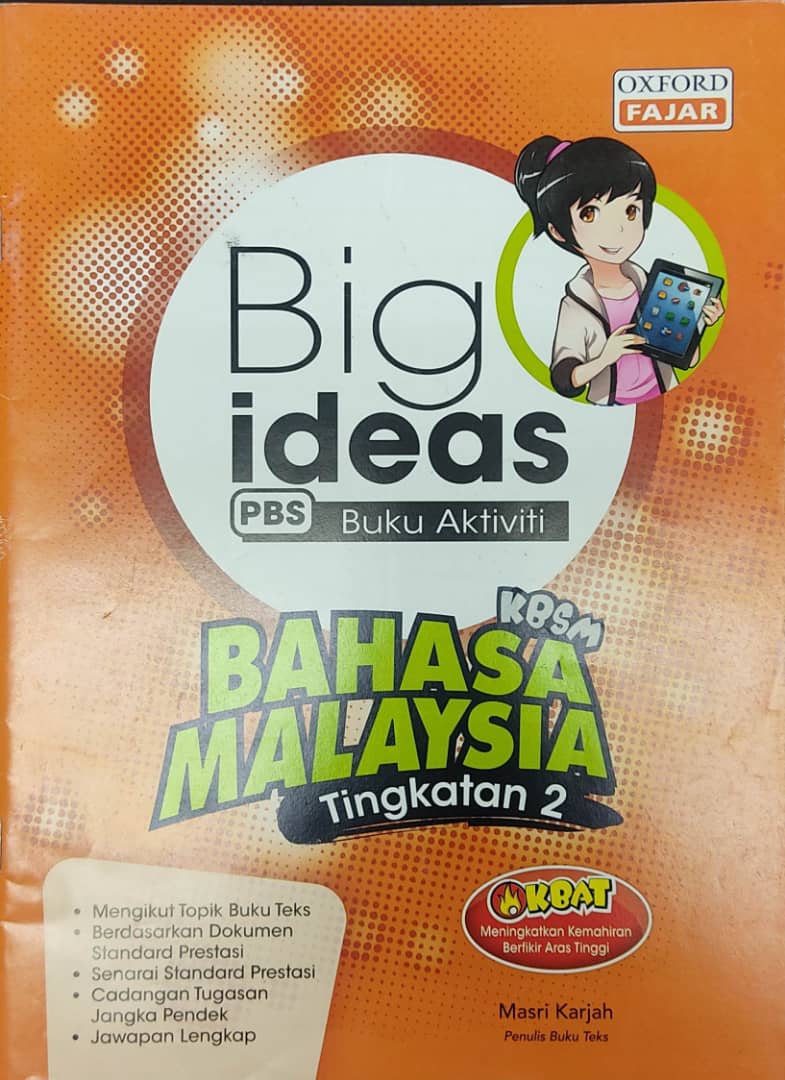 OXFORD
FAJAR
Big
ideas
PBS Buku Aktiviti
KBSM
BAHASA
MALAYSIA
Tingkatan 2
• Mengikut Topik Buku Teks
• Berdasarkan Dokumen
Standard Prestasi
• Senarai Standard Prestasi
• Cadangan Tugasan
Jangka Pendek
• Jawapan Lengkap
KBAT
Meningkatkan Kemahiran
Berfikir Aras Tinggi
Masri Karjah
Penulis Buku Teks